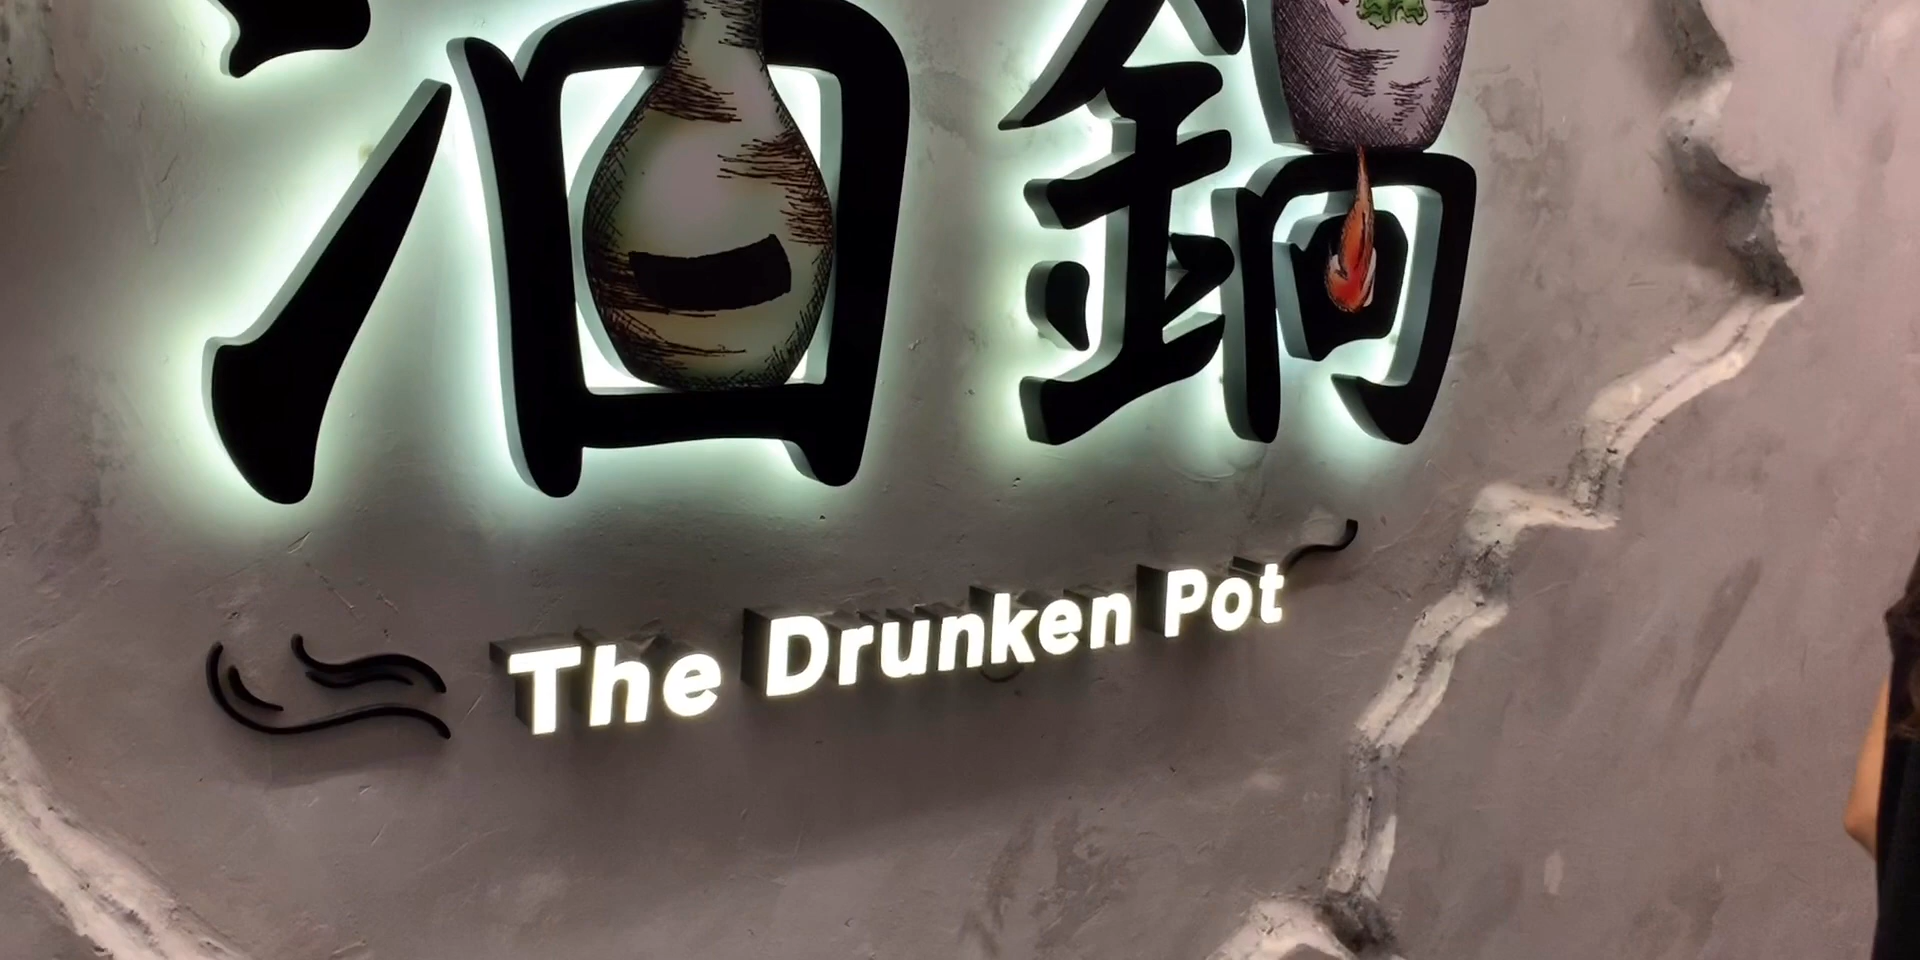 酒鍋
The Drunken Pot